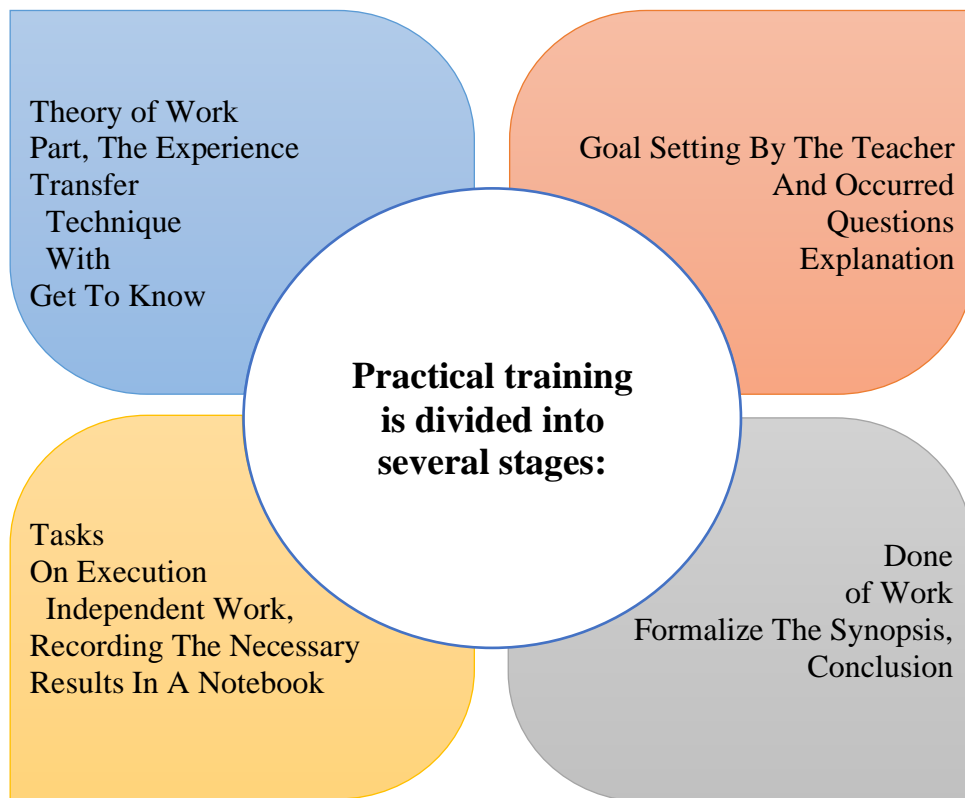 Theory of Work
Part, The Experience
Transfer
Technique
With
Get To Know
Goal Setting By The Teacher
And Occurred
Questions
Explanation
Practical training
is divided into
several stages:
Tasks
On Execution
Independent Work,
Recording The Necessary
Results In A Notebook
Done
of Work
Formalize The Synopsis,
Conclusion